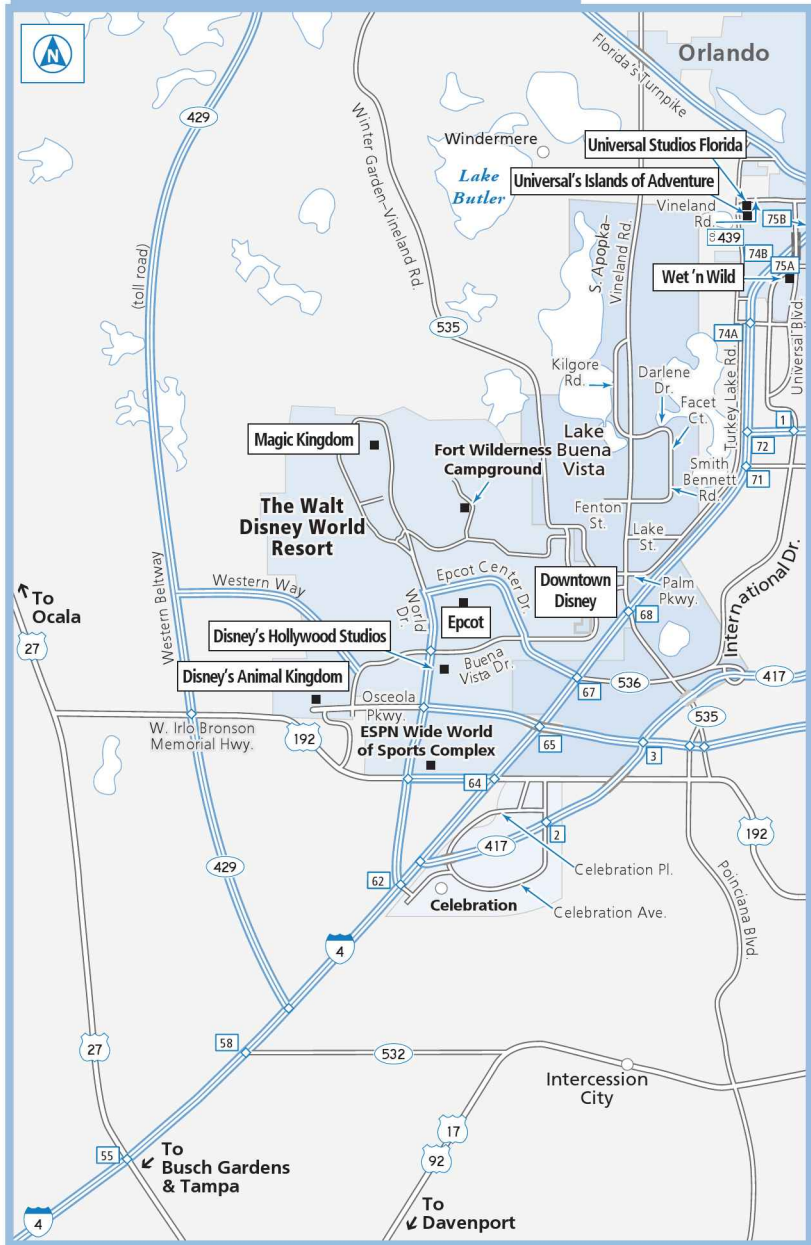 N
Orlando
Florida's Turnpike
429
Winter Garden–Vineland Rd.
Windermere
Universal Studios Florida
Lake
Butler
Universal's Islands of Adventure
Vineland
Rd.
75B
439
S. Apopka–
Vineland Rd.
74B
75A
Wet 'n Wild
(toll road)
535
74A
Universal Blvd.
Turkey Lake Rd.
Kilgore
Rd.
Darlene
Dr.
Facet
Ct.
1
Magic Kingdom
Fort Wilderness
Campground
Lake
Buena
Vista
72
Smith
Bennett
Rd.
71
The Walt
Disney World
Resort
Fenton
St.
Lake
St.
International Dr.
Western Beltway
Western Way
Epcot Center Dr.
Downtown
Disney
Palm
Pkwy.
To
Ocala
World
Dr.
Epcot
68
27
Disney's Hollywood Studios
Buena
Vista Dr.
Disney's Animal Kingdom
67
536
417
Osceola
Pkwy.
535
W. Irlo Bronson
Memorial Hwy.
192
ESPN Wide World
of Sports Complex
65
3
64
2
192
417
429
62
Celebration Pl.
Poinciana Blvd.
Celebration
Celebration Ave.
4
27
58
532
Intercession
City
17
55
To
Busch Gardens
& Tampa
92
4
To
Davenport